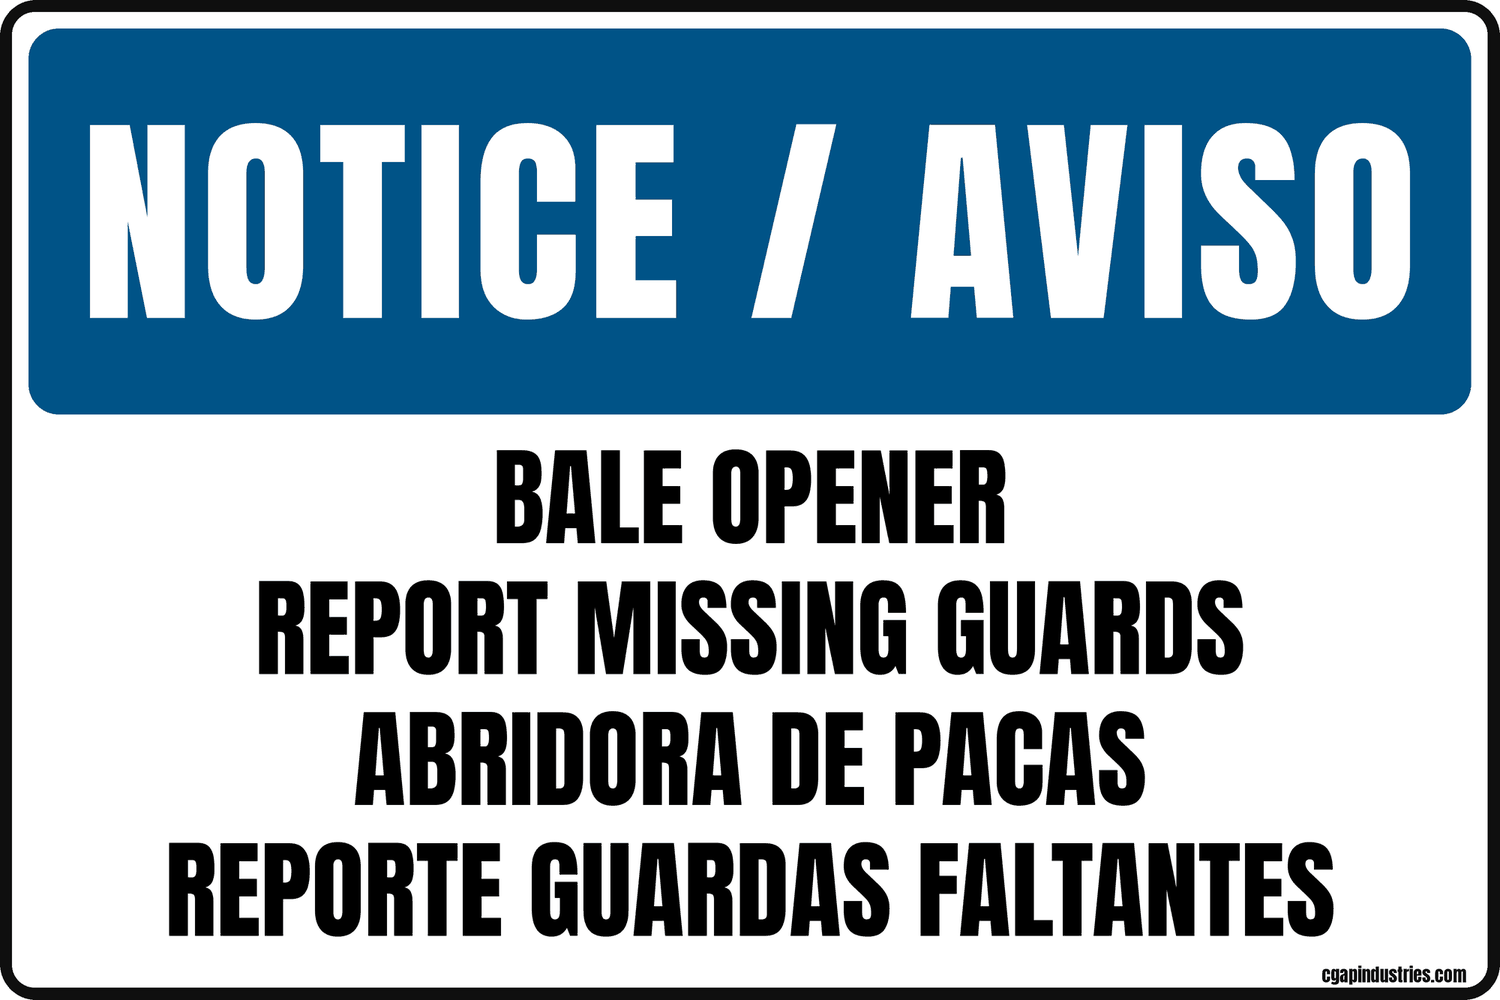 NOTICE / AVISO
BALE OPENER
REPORT MISSING GUARDS
ABRIDORA DE PACAS
REPORTE GUARDAS FALTANTES
cgapindustries.com